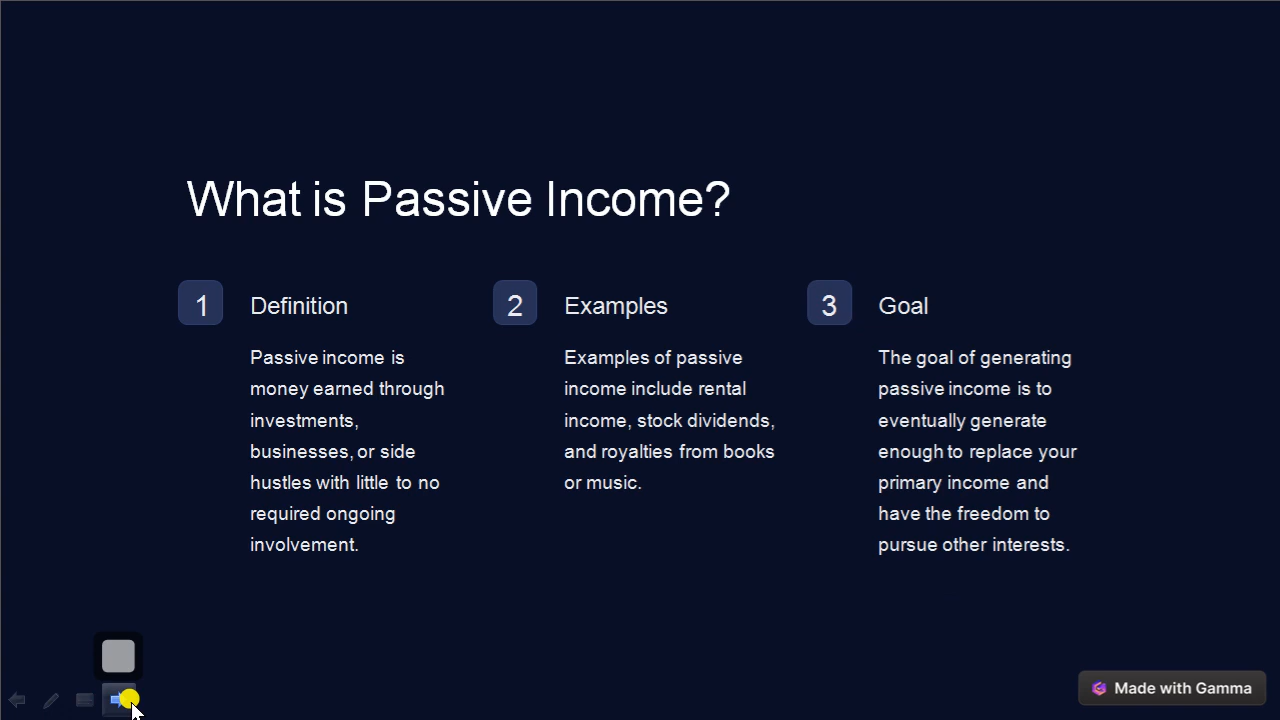 What is Passive Income?
1
Definition
Passive income is
money earned through
investments,
businesses, or side
hustles with little to no
required ongoing
involvement.
2
Examples
Examples of passive
income include rental
income, stock dividends,
and royalties from books
or music.
3
Goal
The goal of generating
passive income is to
eventually generate
enough to replace your
primary income and
have the freedom to
pursue other interests.
Made with Gamma